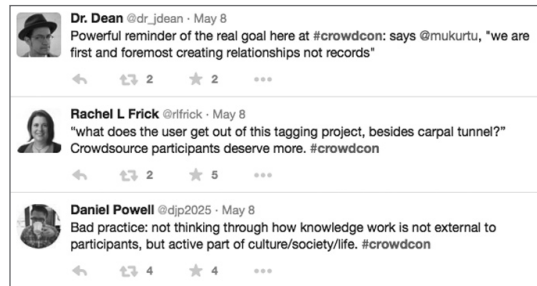 Dr. Dean @dr_jdean · May 8
Powerful reminder of the real goal here at #crowdcon: says @mukurtu, "we are
first and foremost creating relationships not records"
2 2
Rachel L Frick @rlfrick · May 8
“what does the user get out of this tagging project, besides carpal tunnel?”
Crowdsource participants deserve more. #crowdcon
2 5
Daniel Powell @djp2025 · May 8
Bad practice: not thinking through how knowledge work is not external to
participants, but active part of culture/society/life. #crowdcon
4 4